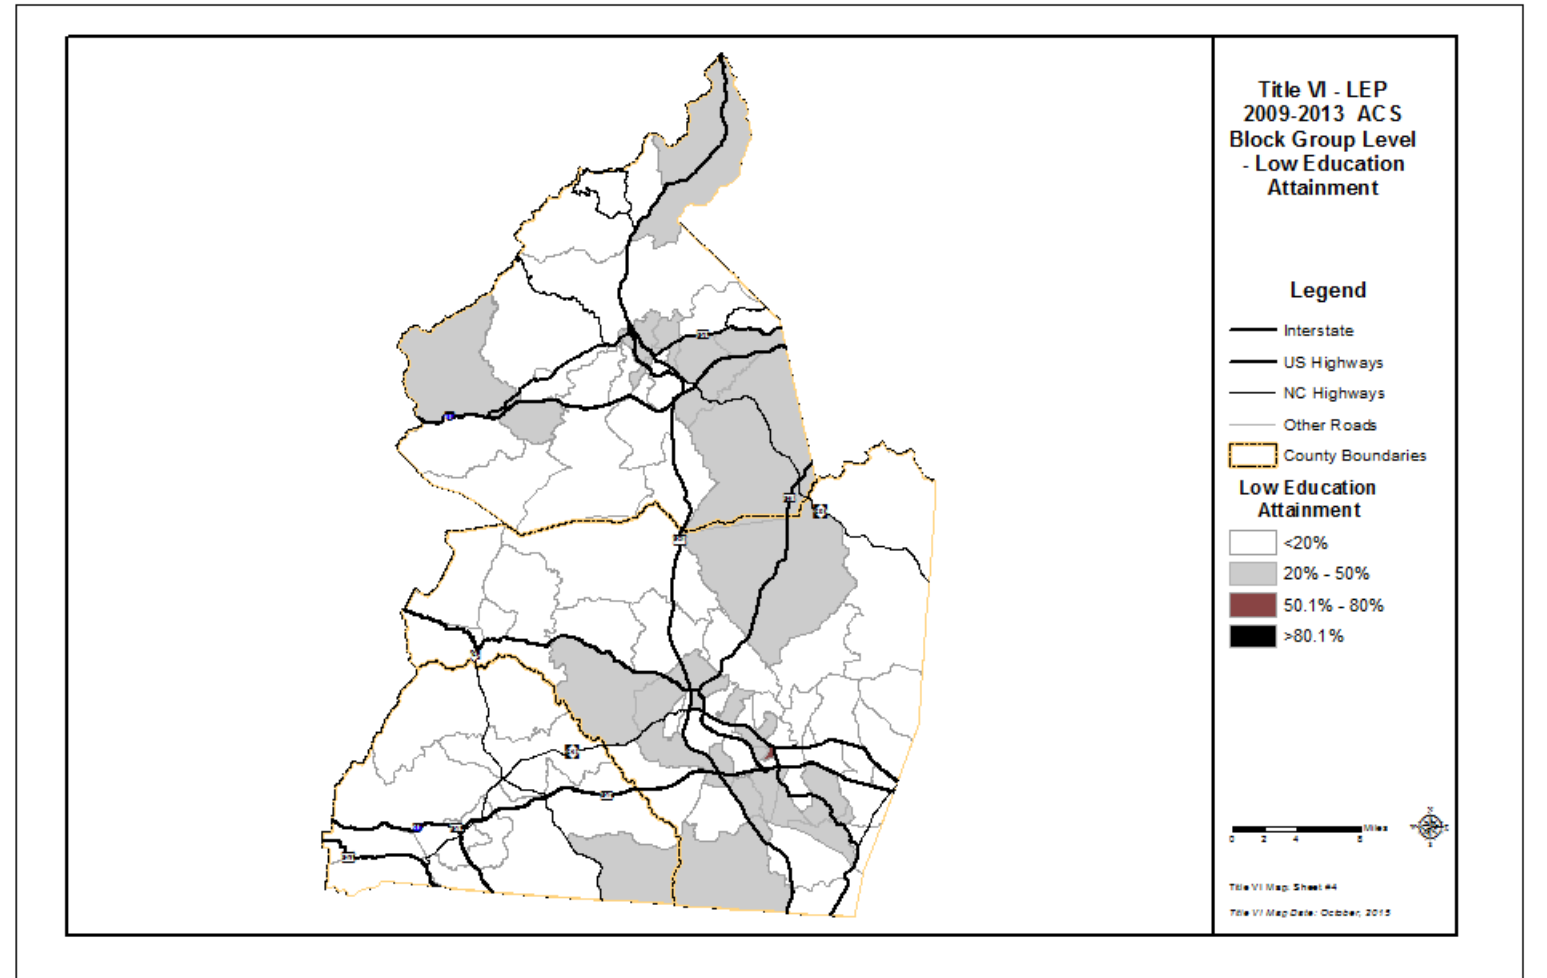 Title VI - LEP
2009-2013 ACS
Block Group Level
- Low Education
Attainment
Legend
Interstate
US Highways
NC Highways
Other Roads
County Boundaries
Low Education
Attainment
<20%
20% - 50%
50.1% - 80%
>80.1%
Miles
0 2 4 8
Title VI Map: Sheet #4
Title VI Map Date: October, 2015